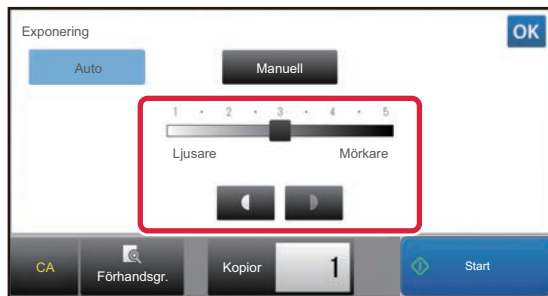 Exponering
OK
Auto
Manuell
1 · 2 · 3 · 4 · 5
Ljusare
Mörkare
CA
Förhandsgr.
Kopior
1
Start